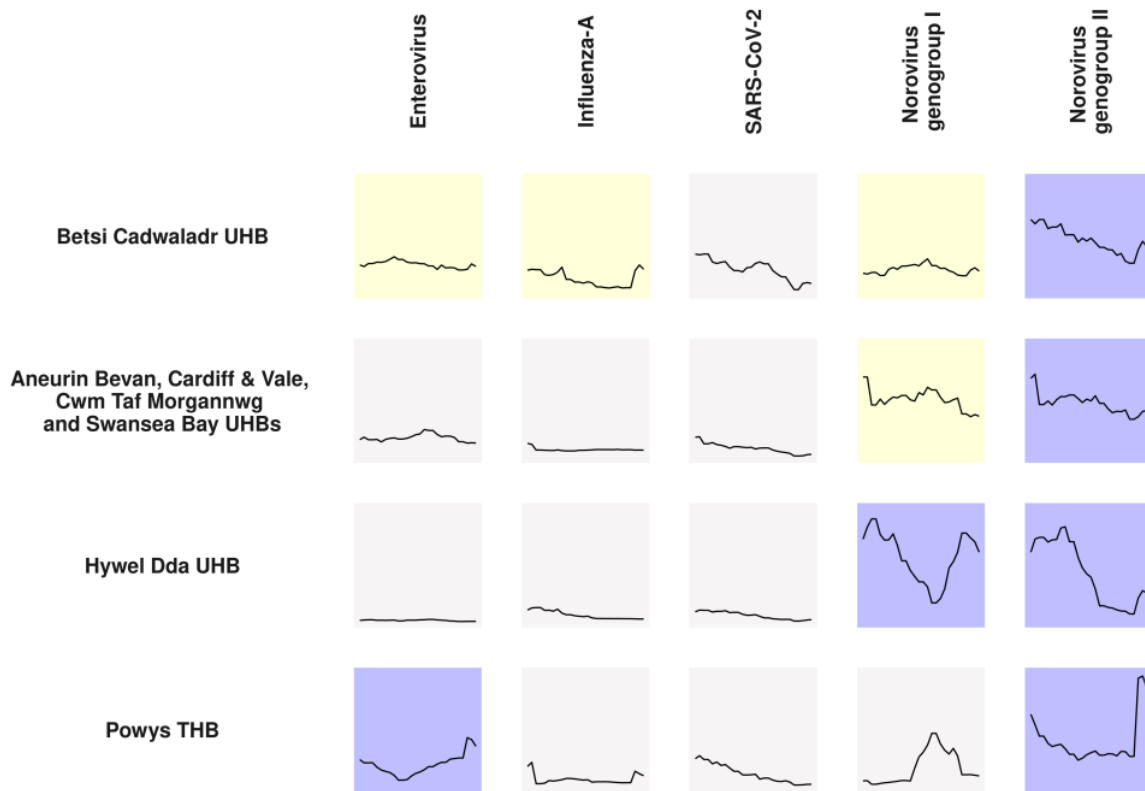 Enterovirus
Influenza-A
SARS-CoV-2
Norovirus
genogroup I
Norovirus
genogroup II
Betsi Cadwaladr UHB
Aneurin Bevan, Cardiff & Vale,
Cwm Taf Morgannwg
and Swansea Bay UHBs
Hywel Dda UHB
Powys THB